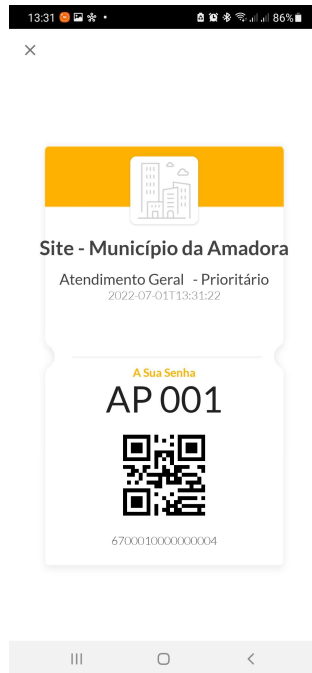 13:31 86%
Site - Município da Amadora
Atendimento Geral - Prioritário
2022-07-01T13:31:22
A Sua Senha
AP 001
6700010000000004